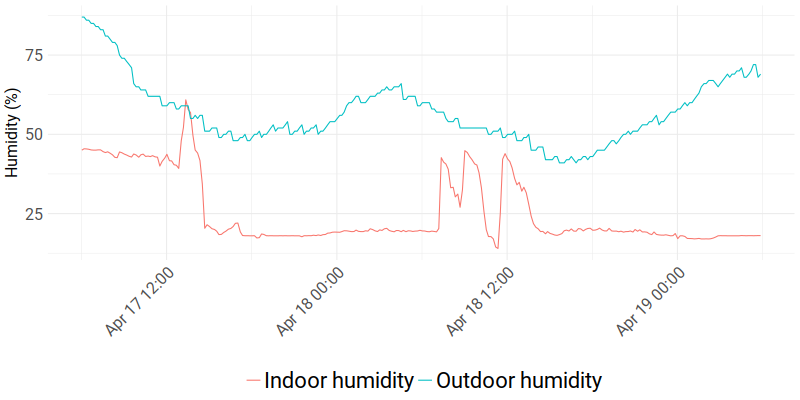 Humidity (%)
75
50
25
Apr 17 12:00
Apr 18 00:00
Apr 18 12:00
Apr 19 00:00
Indoor humidity
Outdoor humidity